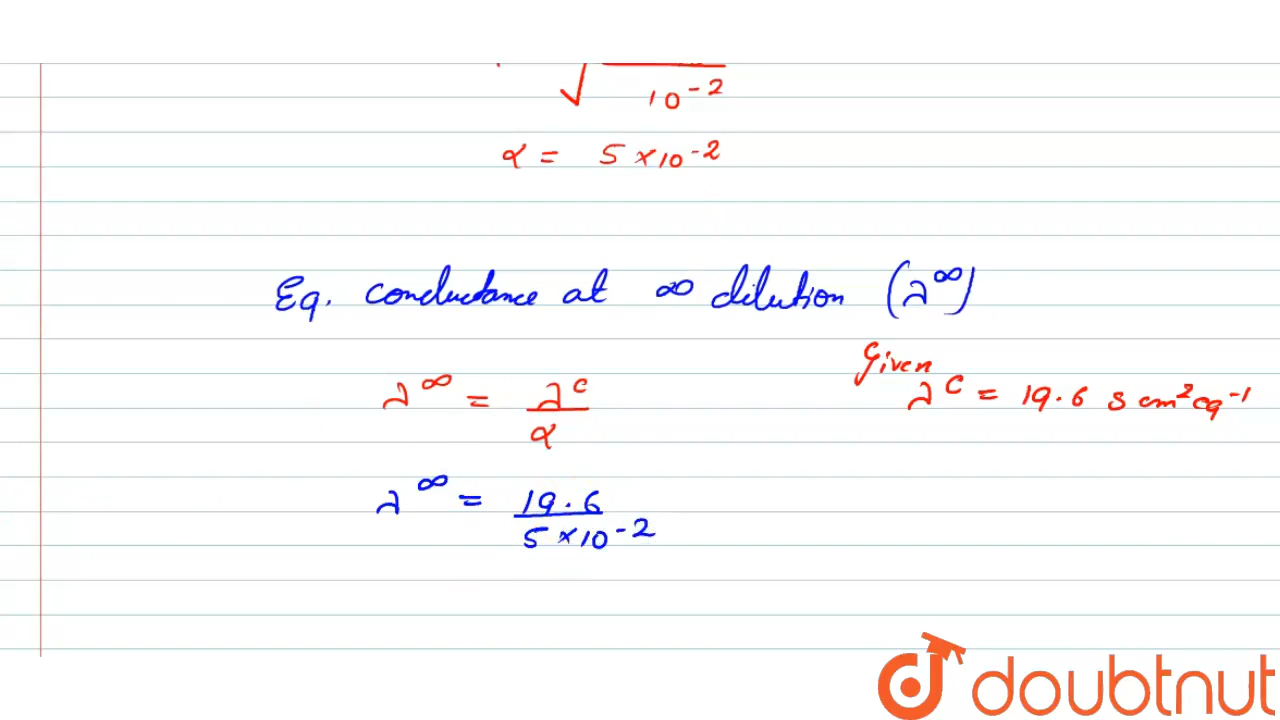 √ 10⁻²
α = 5 × 10⁻²
Eq. conductance at ∞ dilution (λ^∞)
Given
λ^∞ = λ^c / α
λ^c = 19.6 S cm² eq⁻¹
λ^∞ = 19.6 / 5 × 10⁻²
doubtnut